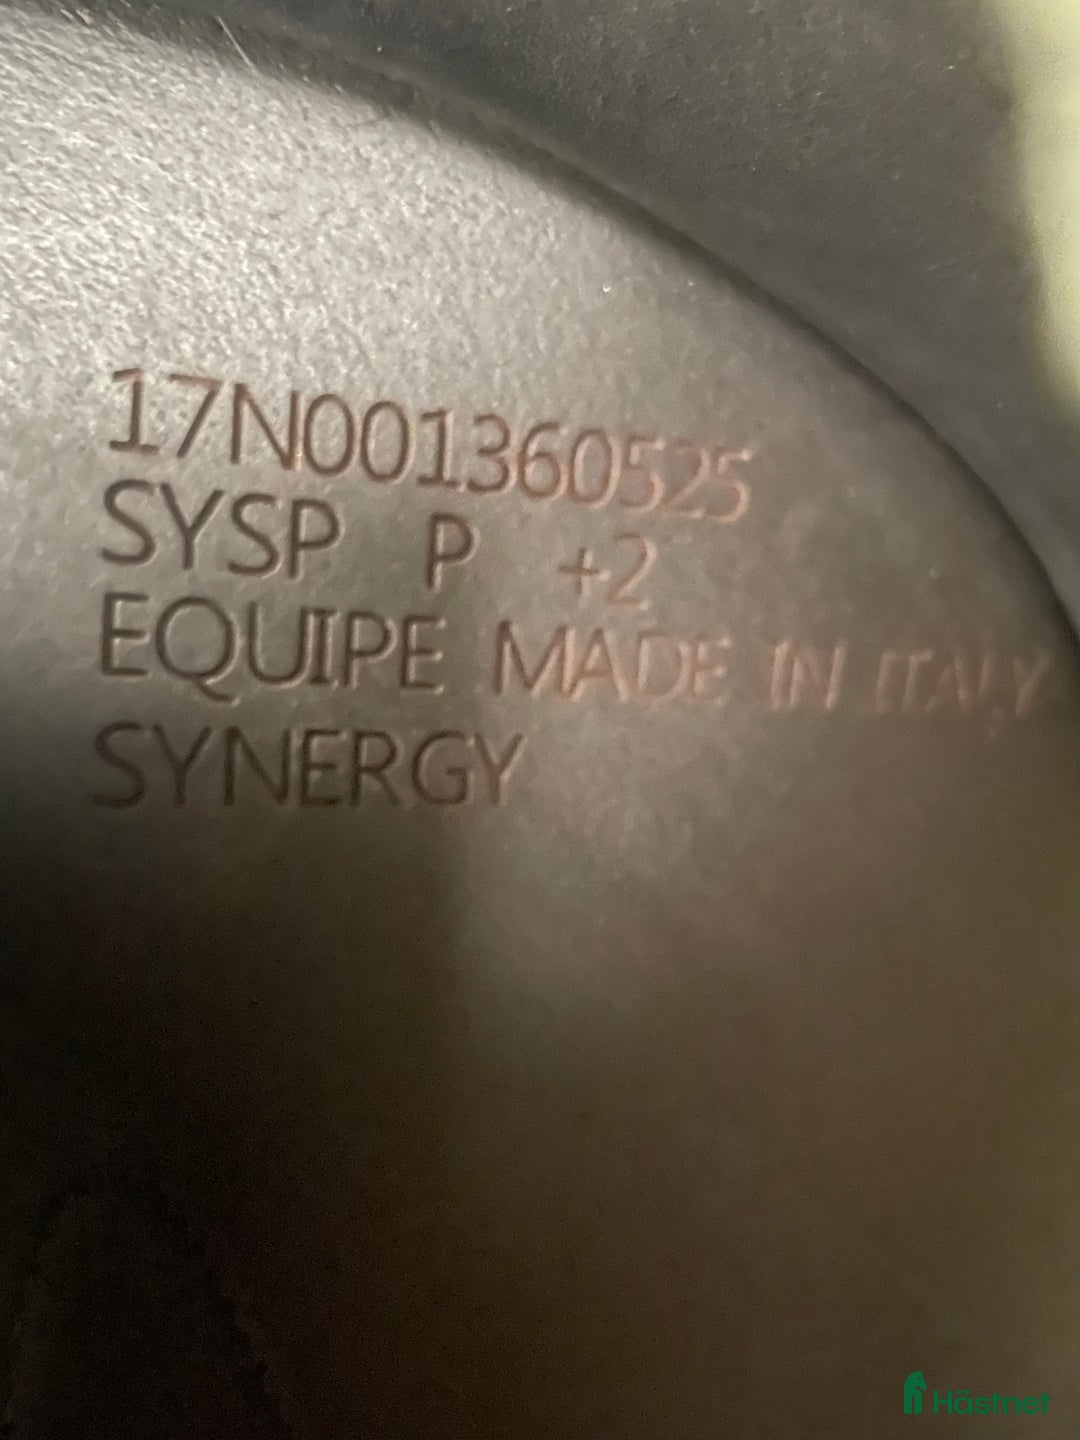 17N001360525
SYSP P +2
EQUIPE MADE IN ITALY
SYNERGY
Hästnet